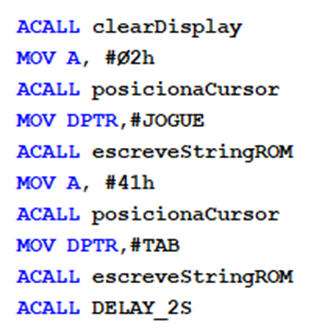 ACALL clearDisplay
MOV A, #02h
ACALL posicionaCursor
MOV DPTR,#JOGUE
ACALL escreveStringROM
MOV A, #41h
ACALL posicionaCursor
MOV DPTR,#TAB
ACALL escreveStringROM
ACALL DELAY_2S